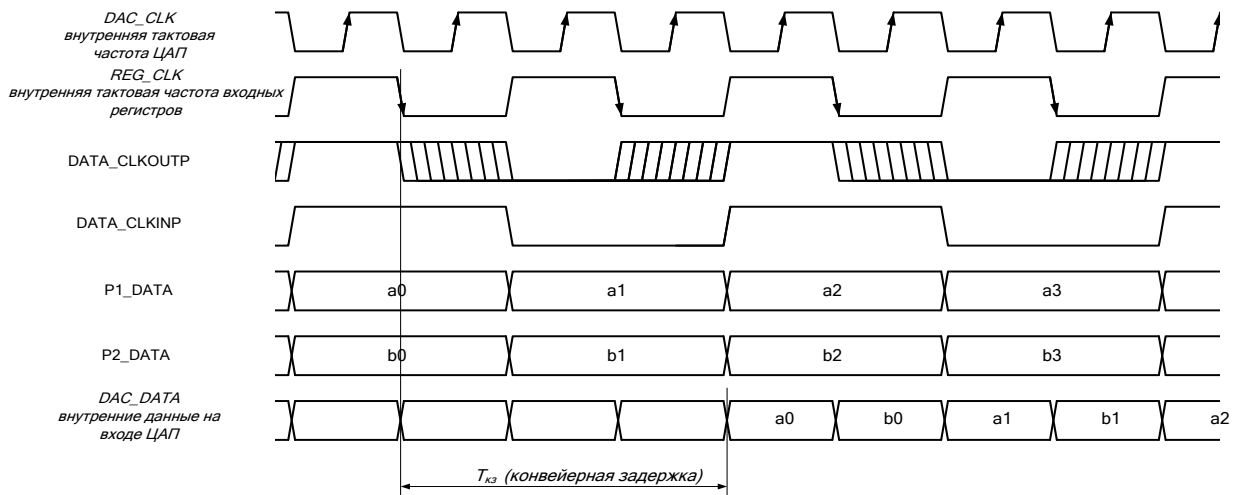 DAC_CLK
внутренняя тактовая
частота ЦАП
REG_CLK
внутренняя тактовая частота входных
регистров
DATA_CLKOUTP
DATA_CLKINP
P1_DATA
a0 a1 a2 a3
P2_DATA
b0 b1 b2 b3
DAC_DATA
внутренние данные на
входе ЦАП
a0 b0 a1 b1 a2
Tкз (конвейерная задержка)